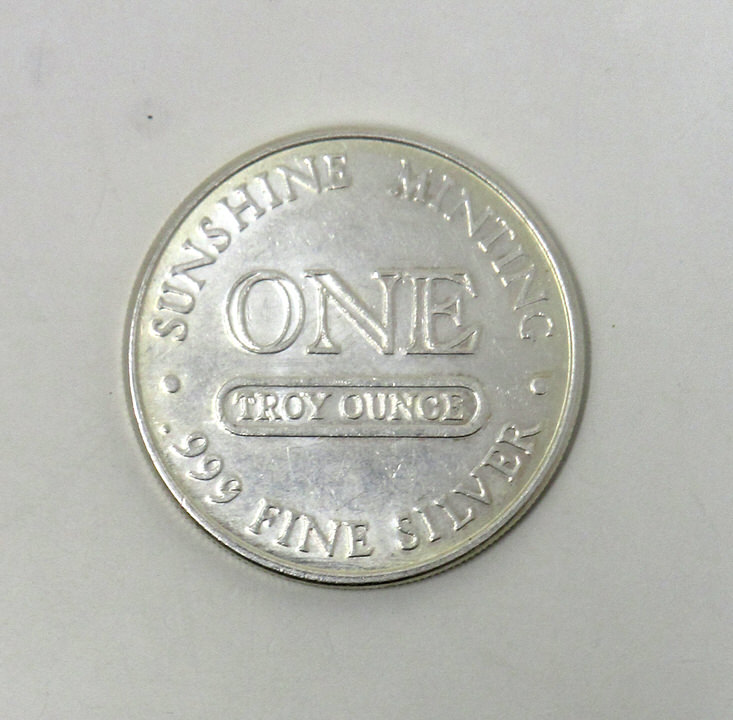 SUNSHINE MINTING
ONE
TROY OUNCE
.999 FINE SILVER